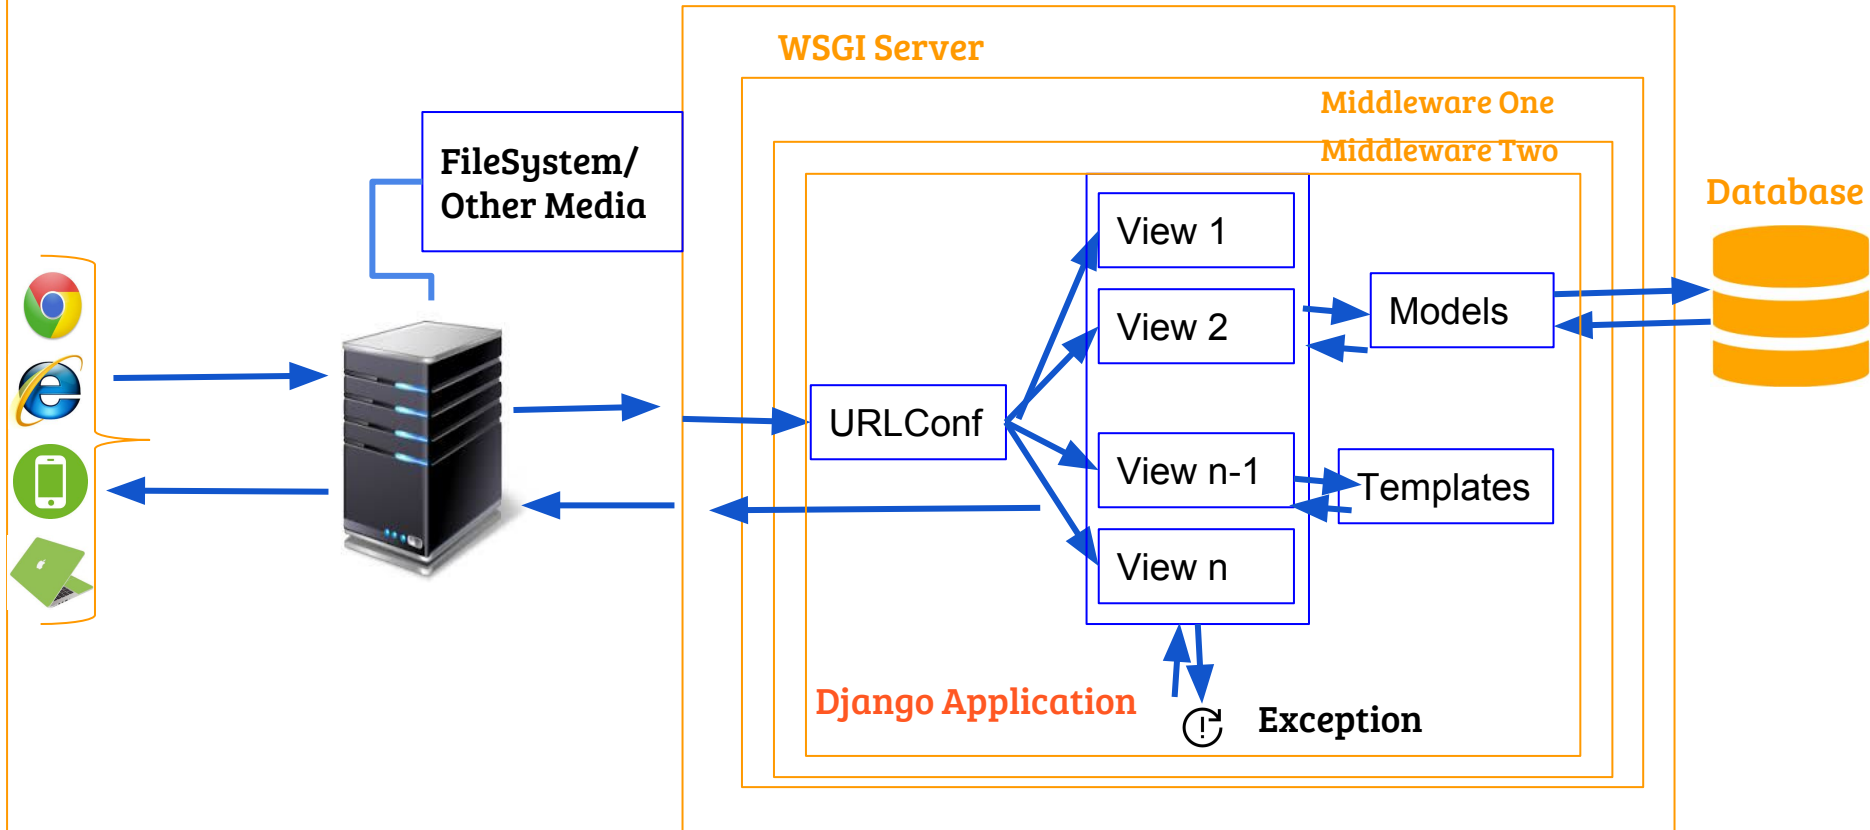 WSGI Server
Middleware One
Middleware Two
FileSystem/
Other Media
Database
View 1
View 2
Models
URLConf
View n-1
Templates
View n
Django Application
Exception